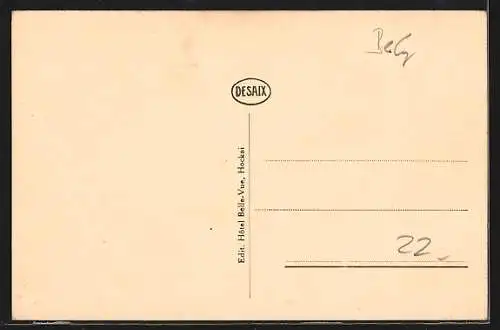 Belg
DESAIX
Edit. Hôtel Belle-Vue, Hockai
22,-